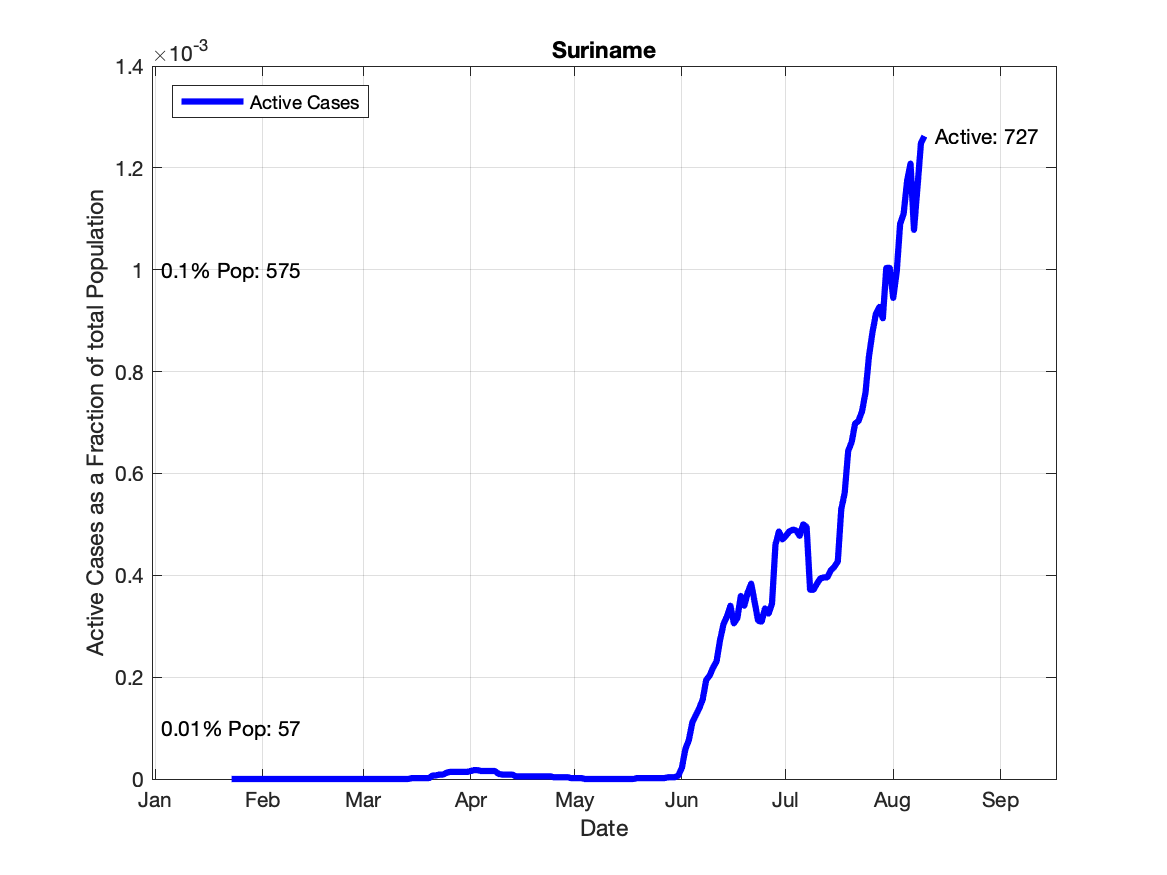 Suriname
×10-3
1.4
1.2
1
0.8
0.6
0.4
0.2
0
Active Cases as a Fraction of total Population
Active Cases
Active: 727
0.1% Pop: 575
0.01% Pop: 57
Jan Feb Mar Apr May Jun Jul Aug Sep
Date